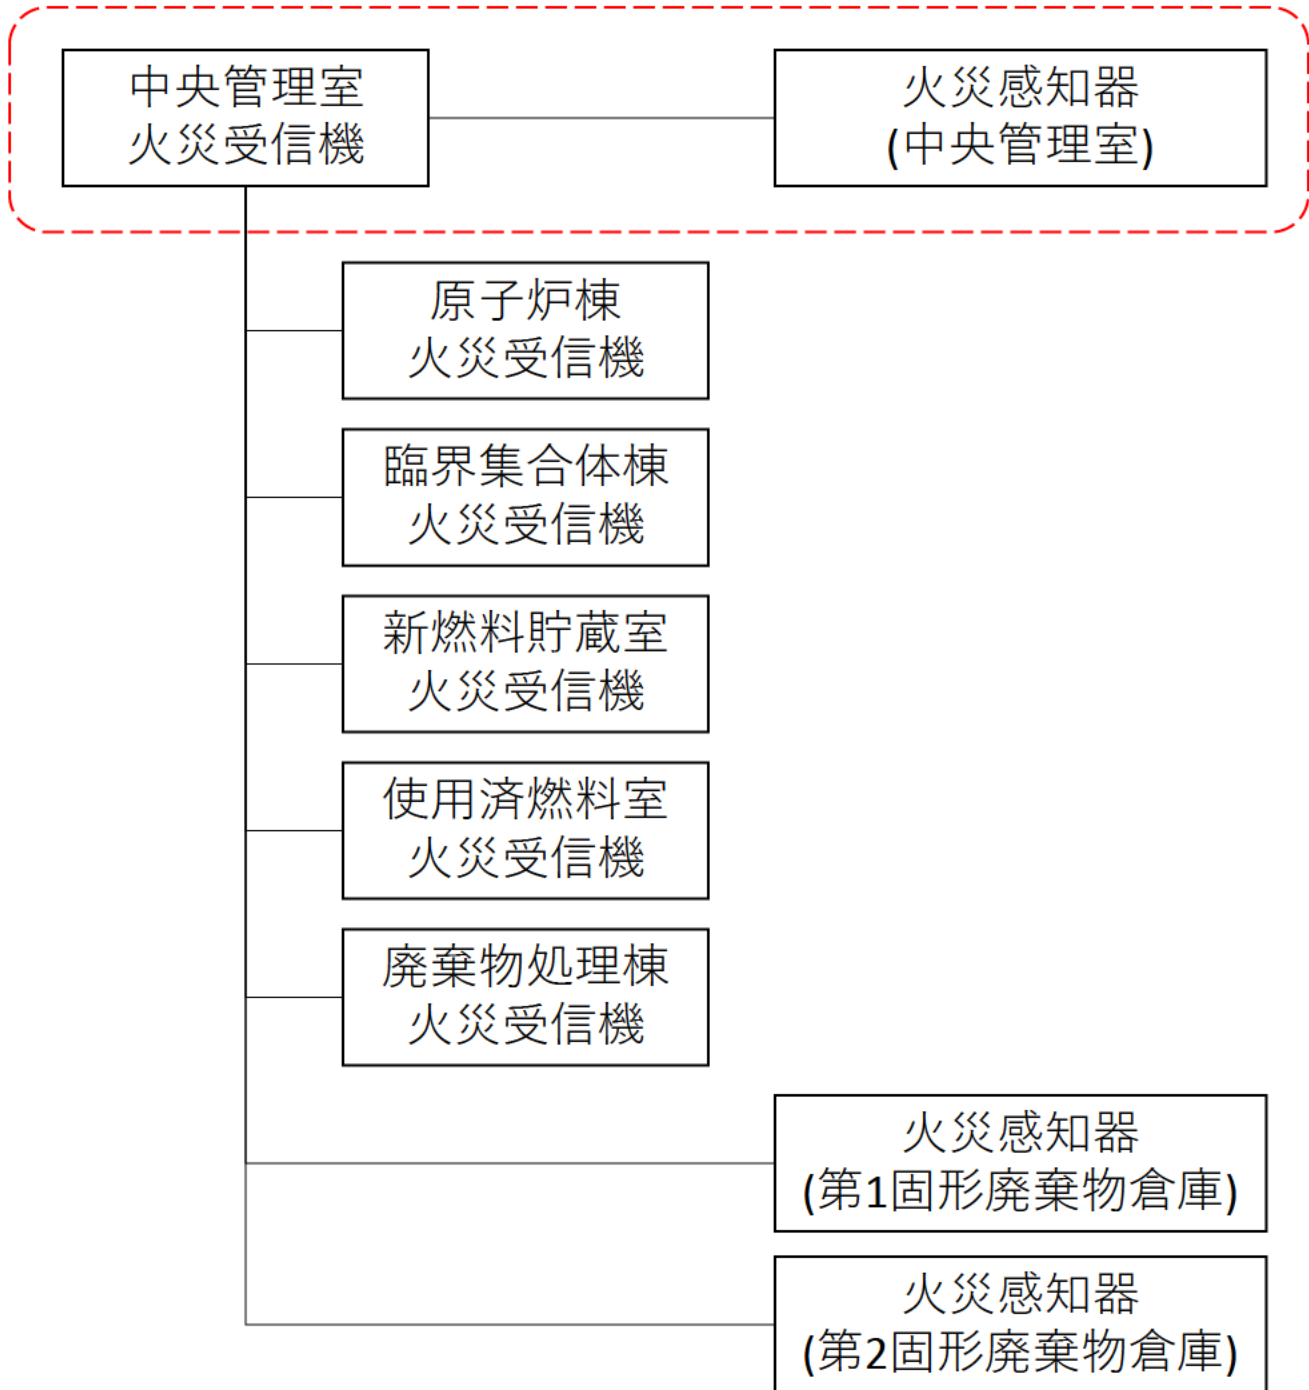 中央管理室
火災受信機
火災感知器
(中央管理室)
原子炉棟
火災受信機
臨界集合体棟
火災受信機
新燃料貯蔵室
火災受信機
使用済燃料室
火災受信機
廃棄物処理棟
火災受信機
火災感知器
(第1固形廃棄物倉庫)
火災感知器
(第2固形廃棄物倉庫)